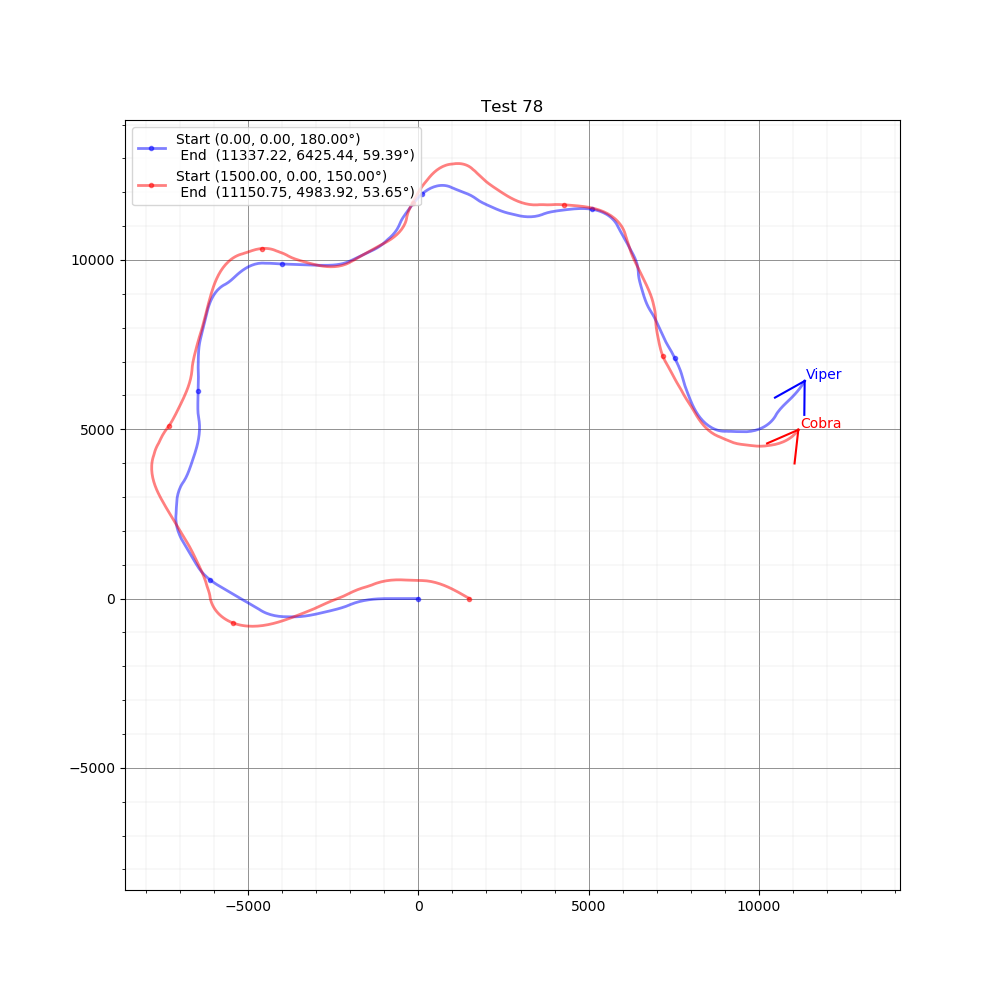 Test 78
Start (0.00, 0.00, 180.00°)
End  (11337.22, 6425.44, 59.39°)
Start (1500.00, 0.00, 150.00°)
End  (11150.75, 4983.92, 53.65°)
10000
5000
0
−5000
Viper
Cobra
−5000
0
5000
10000